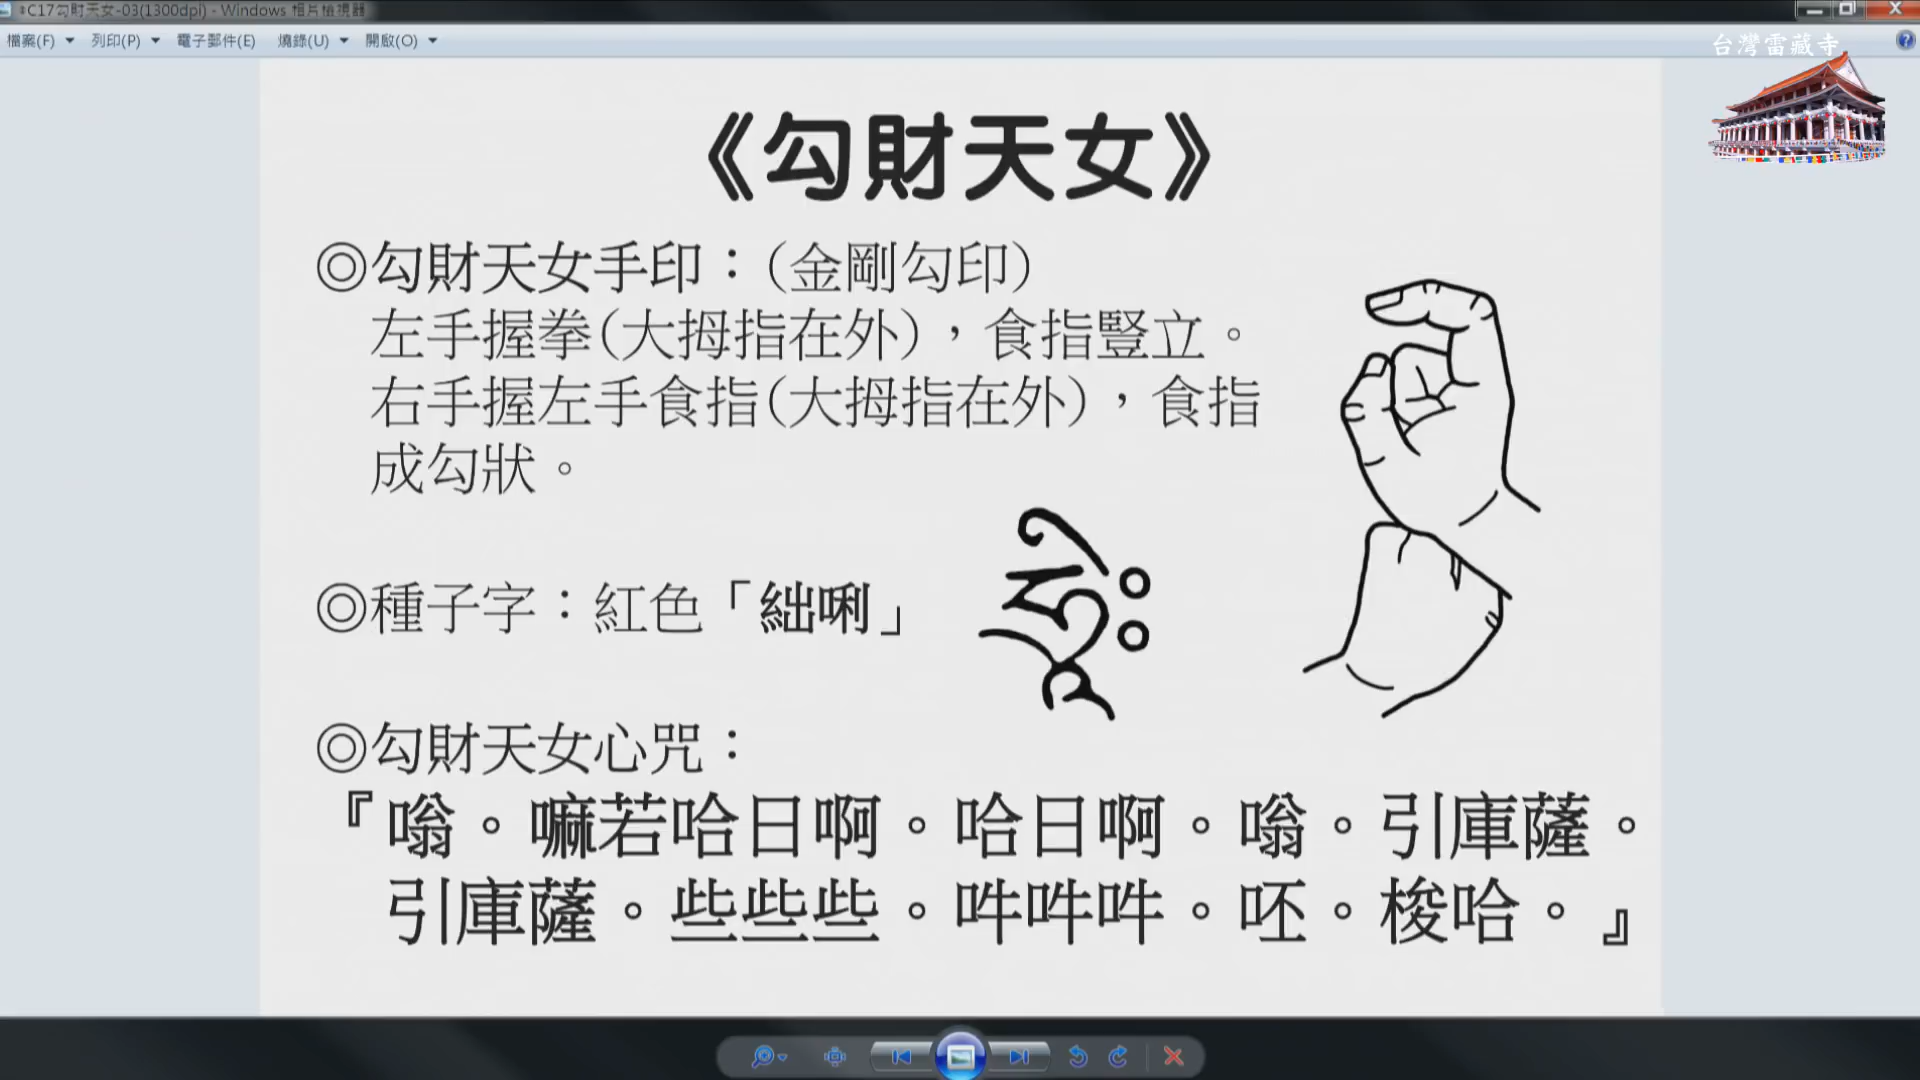 C17勾財天女-03(1300dpi) - Windows 相片檢視器
檔案(F) 列印(P) 電子郵件(E) 燒錄(U) 開啟(O)
台灣雷藏寺
《勾財天女》
◎勾財天女手印：(金剛勾印)
左手握拳(大拇指在外)，食指豎立。
右手握左手食指(大拇指在外)，食指
成勾狀。
◎種子字：紅色「絀唎」
◎勾財天女心咒：
『嗡。嘛若哈日啊。哈日啊。嗡。引庫薩。
引庫薩。些些些。吽吽吽。呸。梭哈。』